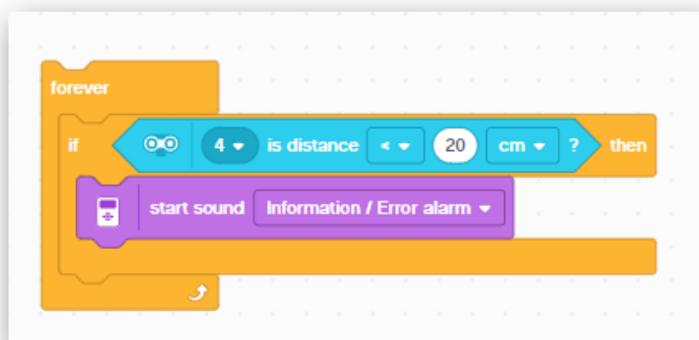 forever
if 4 is distance < 20 cm ? then
start sound Information / Error alarm